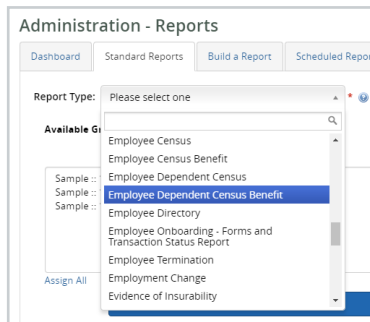 Administration - Reports
Dashboard
Standard Reports
Build a Report
Scheduled Repor
Report Type:
Please select one
*
Available G
Employee Census
Employee Census Benefit
Sample ::
Employee Dependent Census
Sample ::
Employee Dependent Census Benefit
Sample ::
Employee Directory
Employee Onboarding - Forms and
Transaction Status Report
Employee Termination
Assign All
Employment Change
Evidence of Insurability